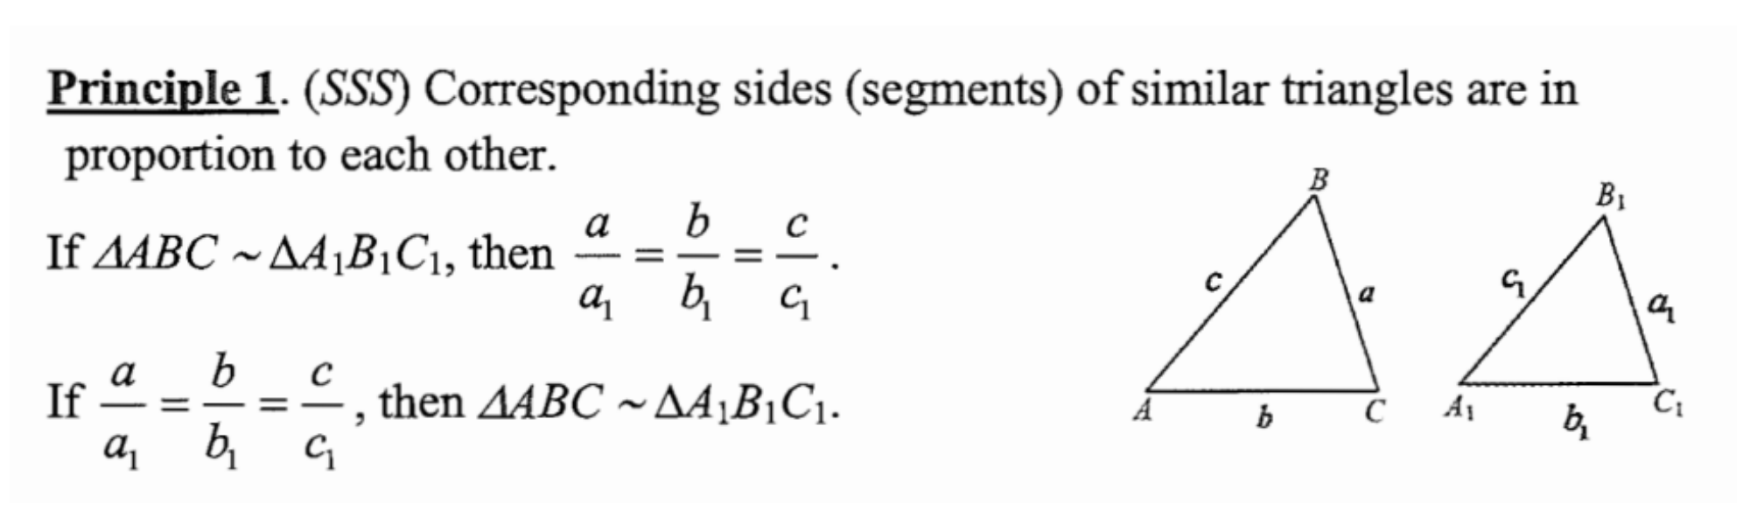 Principle 1. (SSS) Corresponding sides (segments) of similar triangles are in
proportion to each other.
If ΔABC ~ ΔA₁B₁C₁, then a/a₁ = b/b₁ = c/c₁.
If a/a₁ = b/b₁ = c/c₁, then ΔABC ~ ΔA₁B₁C₁.
B
c
a
A
b
C
B₁
c₁
a₁
A₁
b₁
C₁